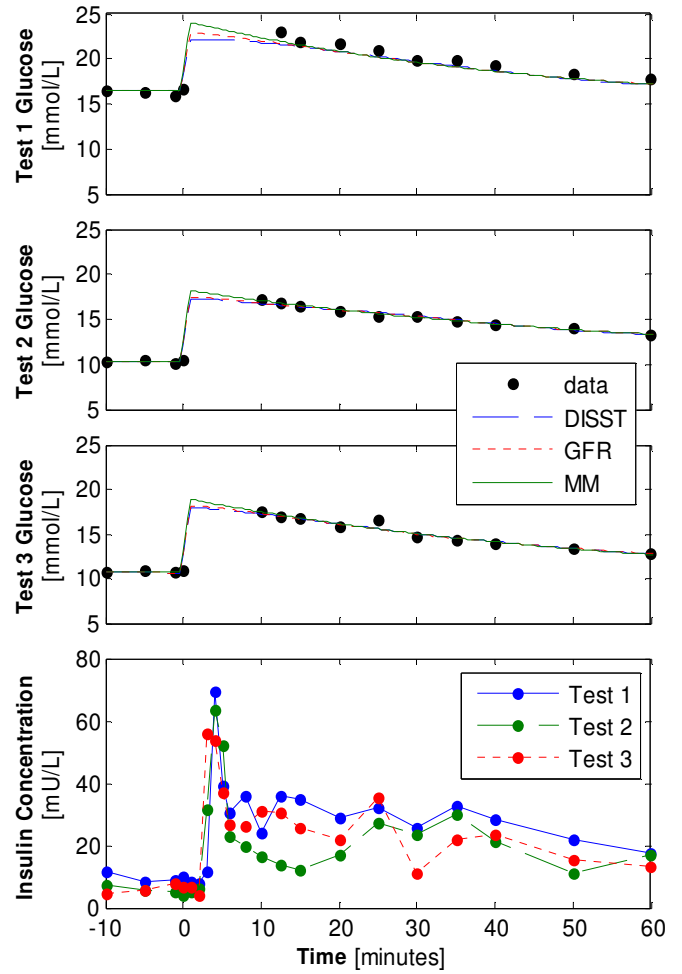 25
20
15
10
5
Test 1 Glucose
[mmol/L]
25
20
15
10
5
Test 2 Glucose
[mmol/L]
data
DISST
GFR
MM
25
20
15
10
5
Test 3 Glucose
[mmol/L]
80
60
40
20
0
Insulin Concentration
[mU/L]
Test 1
Test 2
Test 3
-10 0 10 20 30 40 50 60
Time [minutes]